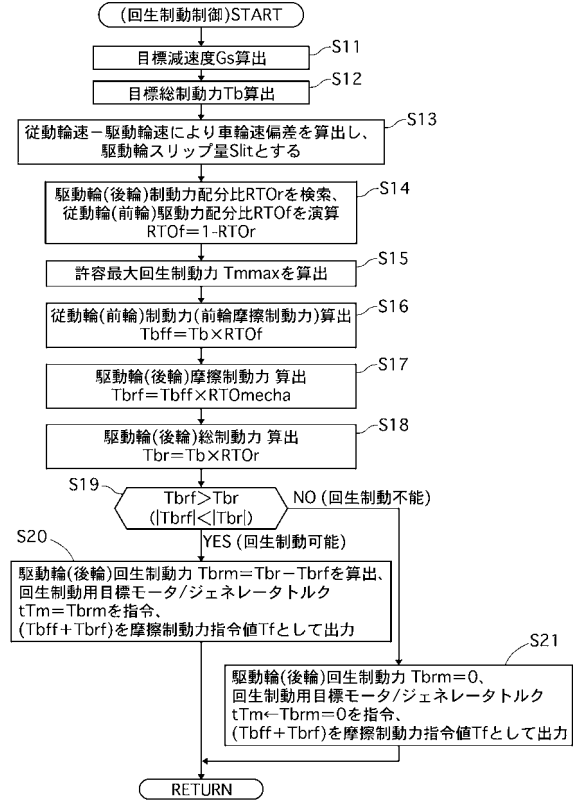 (回生制動制御)START
S11
目標減速度Gs算出
S12
目標総制動力Tb算出
S13
従動輪速－駆動輪速により車輪速偏差を算出し、
駆動輪スリップ量Slitとする
S14
駆動輪(後輪)制動力配分比RTOrを検索、
従動輪(前輪)駆動力配分比RTOfを演算
RTOf＝1-RTOr
S15
許容最大回生制動力 Tmmaxを算出
S16
従動輪(前輪)制動力(前輪摩擦制動力)算出
Tbff＝Tb×RTOf
S17
駆動輪(後輪)摩擦制動力 算出
Tbrf＝Tbff×RTOmecha
S18
駆動輪(後輪)総制動力 算出
Tbr＝Tb×RTOr
S19
Tbrf＞Tbr
(|Tbrf|＜|Tbr|)
NO (回生制動不能)
YES (回生制動可能)
S20
駆動輪(後輪)回生制動力 Tbrm＝Tbr－Tbrfを算出、
回生制動用目標モータ/ジェネレータトルク
tTm＝Tbrmを指令、
(Tbff＋Tbrf)を摩擦制動力指令値Tfとして出力
S21
駆動輪(後輪)回生制動力 Tbrm＝0、
回生制動用目標モータ/ジェネレータトルク
tTm←Tbrm＝0を指令、
(Tbff＋Tbrf)を摩擦制動力指令値Tfとして出力
RETURN